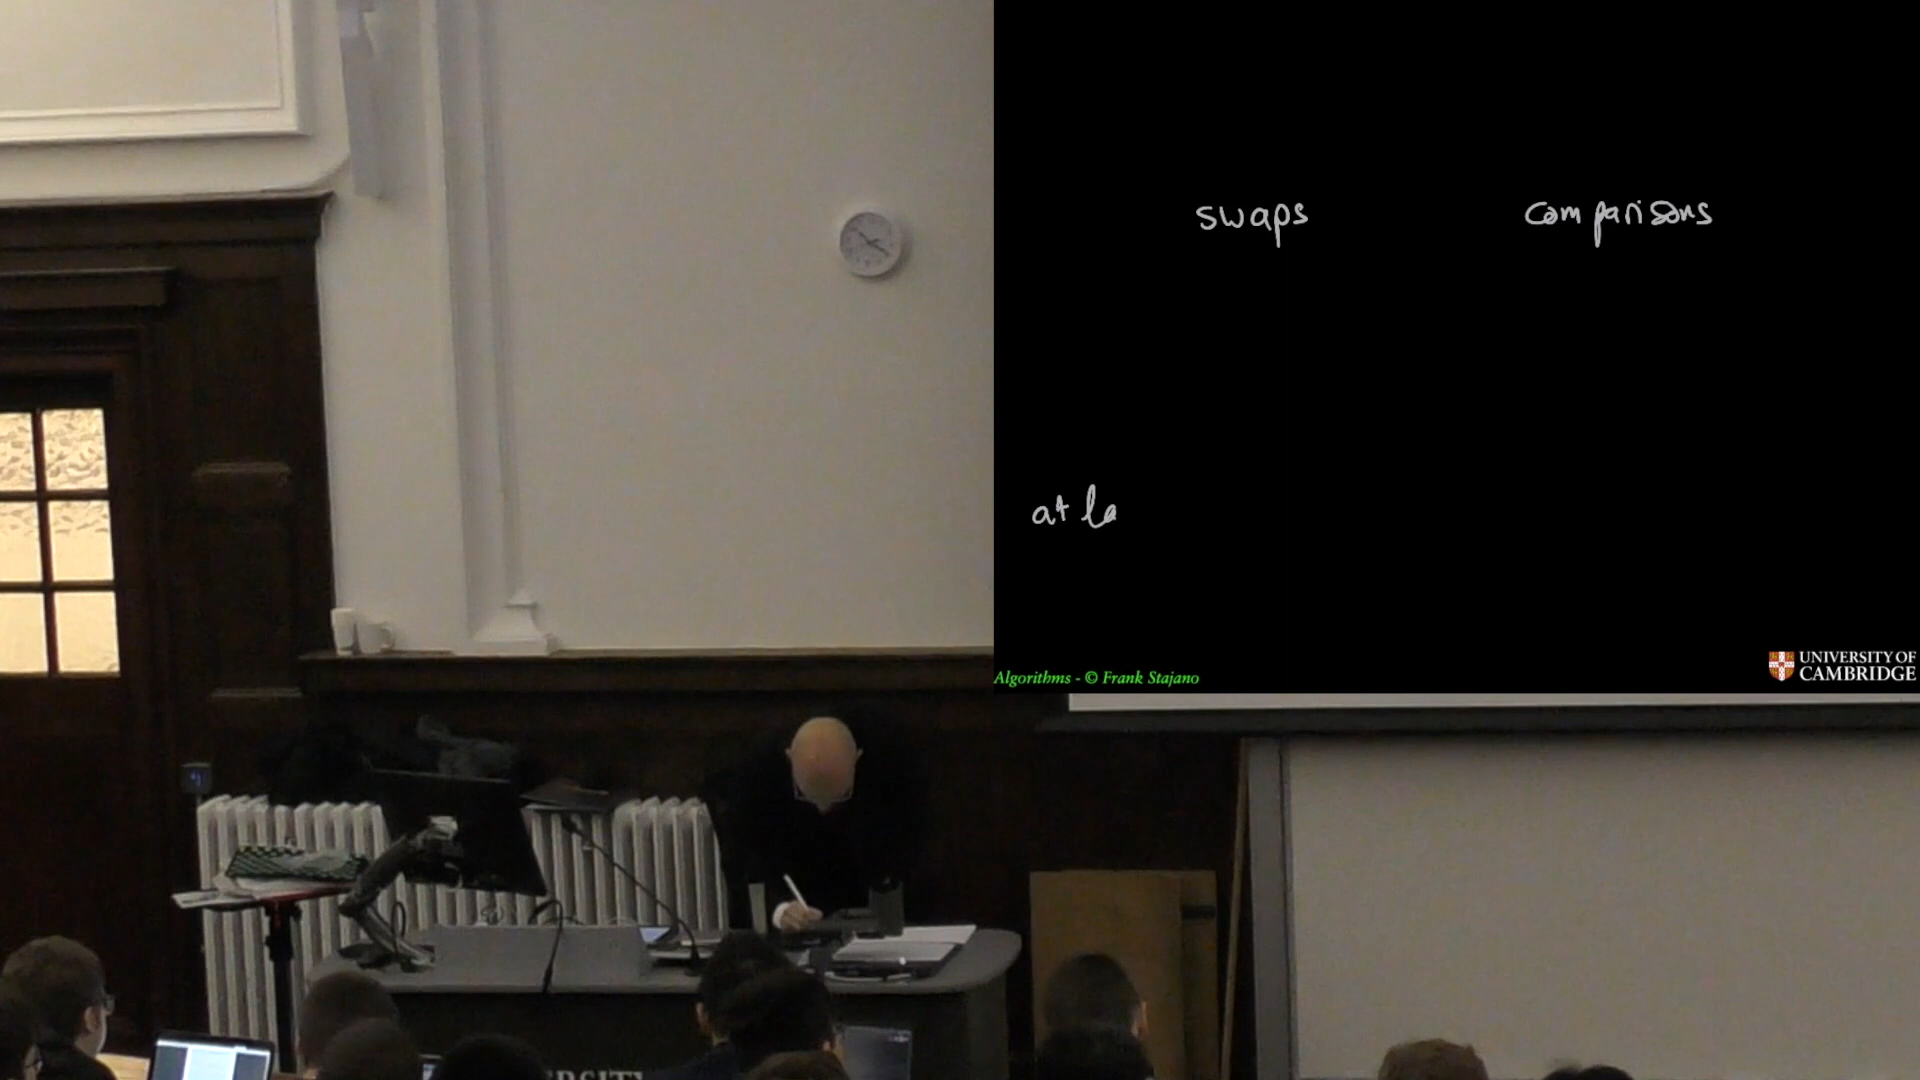 swaps comparisons
at le
Algorithms - © Frank Stajano
UNIVERSITY OF
CAMBRIDGE